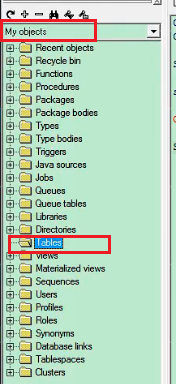 My objects
Recent objects
Recycle bin
Functions
Procedures
Packages
Package bodies
Types
Type bodies
Triggers
Java sources
Jobs
Queues
Queue tables
Libraries
Directories
Tables
Views
Materialized views
Sequences
Users
Profiles
Roles
Synonyms
Database links
Tablespaces
Clusters